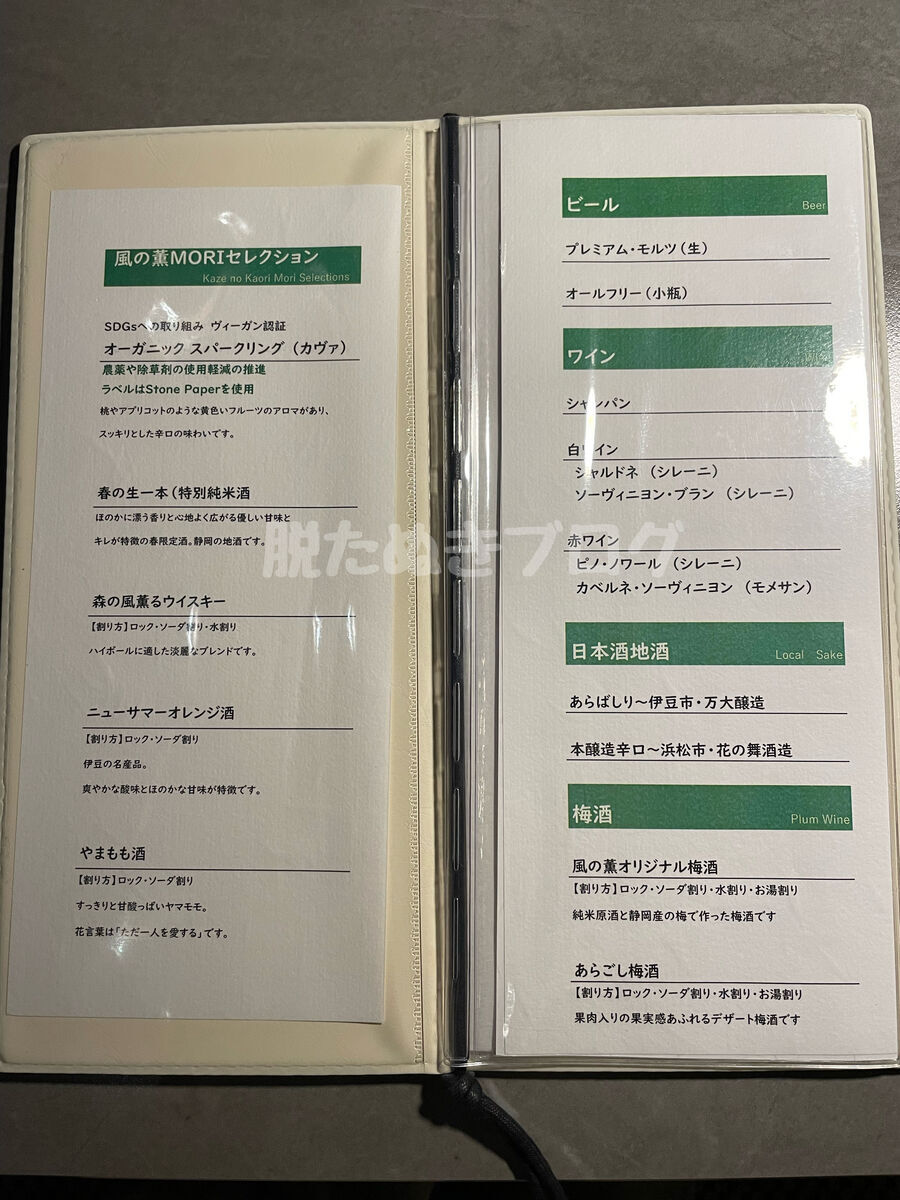 風の薫MORIセレクション
Kaze no Kaori Mori Selections
SDGsへの取り組み ヴィーガン認証
オーガニック スパークリング (カヴァ)
農薬や除草剤の使用軽減の推進
ラベルはStone Paperを使用
桃やアプリコットのような黄色いフルーツのアロマがあり、
スッキリとした辛口の味わいです。
春の生一本(特別純米酒
ほのかに漂う香りと心地よく広がる優しい甘味と
キレが特徴の春限定酒。静岡の地酒です。
森の風薫るウイスキー
【割り方】ロック・ソーダ割り・水割り
ハイボールに適した淡麗なブレンドです。
ニューサマーオレンジ酒
【割り方】ロック・ソーダ割り
伊豆の名産品。
爽やかな酸味とほのかな甘味が特徴です。
やまもも酒
【割り方】ロック・ソーダ割り
すっきりと甘酸っぱいヤマモモ。
花言葉は「ただ一人を愛する」です。
ビール
Beer
プレミアム・モルツ(生)
オールフリー(小瓶)
ワイン
シャンパン
白ワイン
シャルドネ (シレーニ)
ソーヴィニヨン・ブラン (シレーニ)
赤ワイン
ピノ・ノワール (シレーニ)
カベルネ・ソーヴィニヨン (モメサン)
日本酒地酒
Local Sake
あらばしり～伊豆市・万大醸造
本醸造辛口～浜松市・花の舞酒造
梅酒
Plum Wine
風の薫オリジナル梅酒
【割り方】ロック・ソーダ割り・水割り・お湯割り
純米原酒と静岡産の梅で作った梅酒です
あらごし梅酒
【割り方】ロック・ソーダ割り・水割り・お湯割り
果肉入りの果実感あふれるデザート梅酒です
脱たぬきブログ